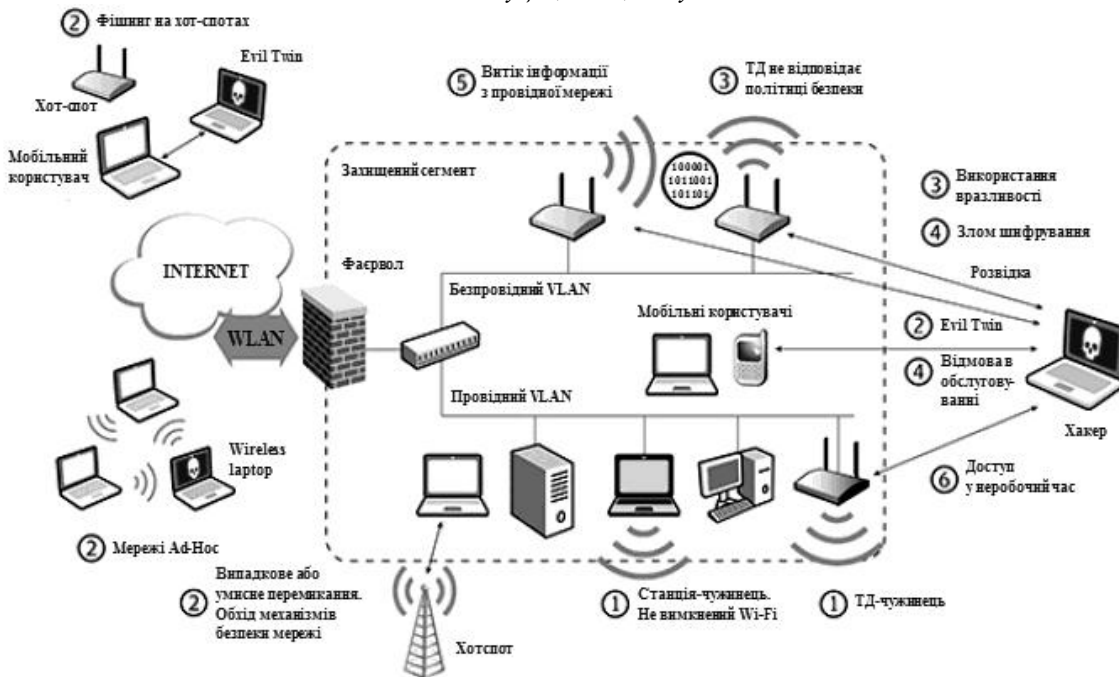 ② Фішинг на хот-спотах
Evil Twin
Хот-спот
Мобільний
користувач
⑤ Витік інформації
з провідної мережі
③ ТД не відповідає
політиці безпеки
Захищений сегмент
100001
1011001
101101
③ Використання
вразливості
④ Злом шифрування
Розвідка
INTERNET
Фаєрвол
Безпровідний VLAN
WLAN
Мобільні користувачі
② Evil Twin
④ Відмова в
обслугову-
ванні
Хакер
Провідний VLAN
Wireless
laptop
⑥ Доступ
у неробочий час
② Мережі Ad-Hoc
② Випадкове або
умисне перемикання.
Обхід механізмів
безпеки мережі
Хотспот
① Станція-чужинець.
Не вимкнений Wi-Fi
① ТД-чужинець